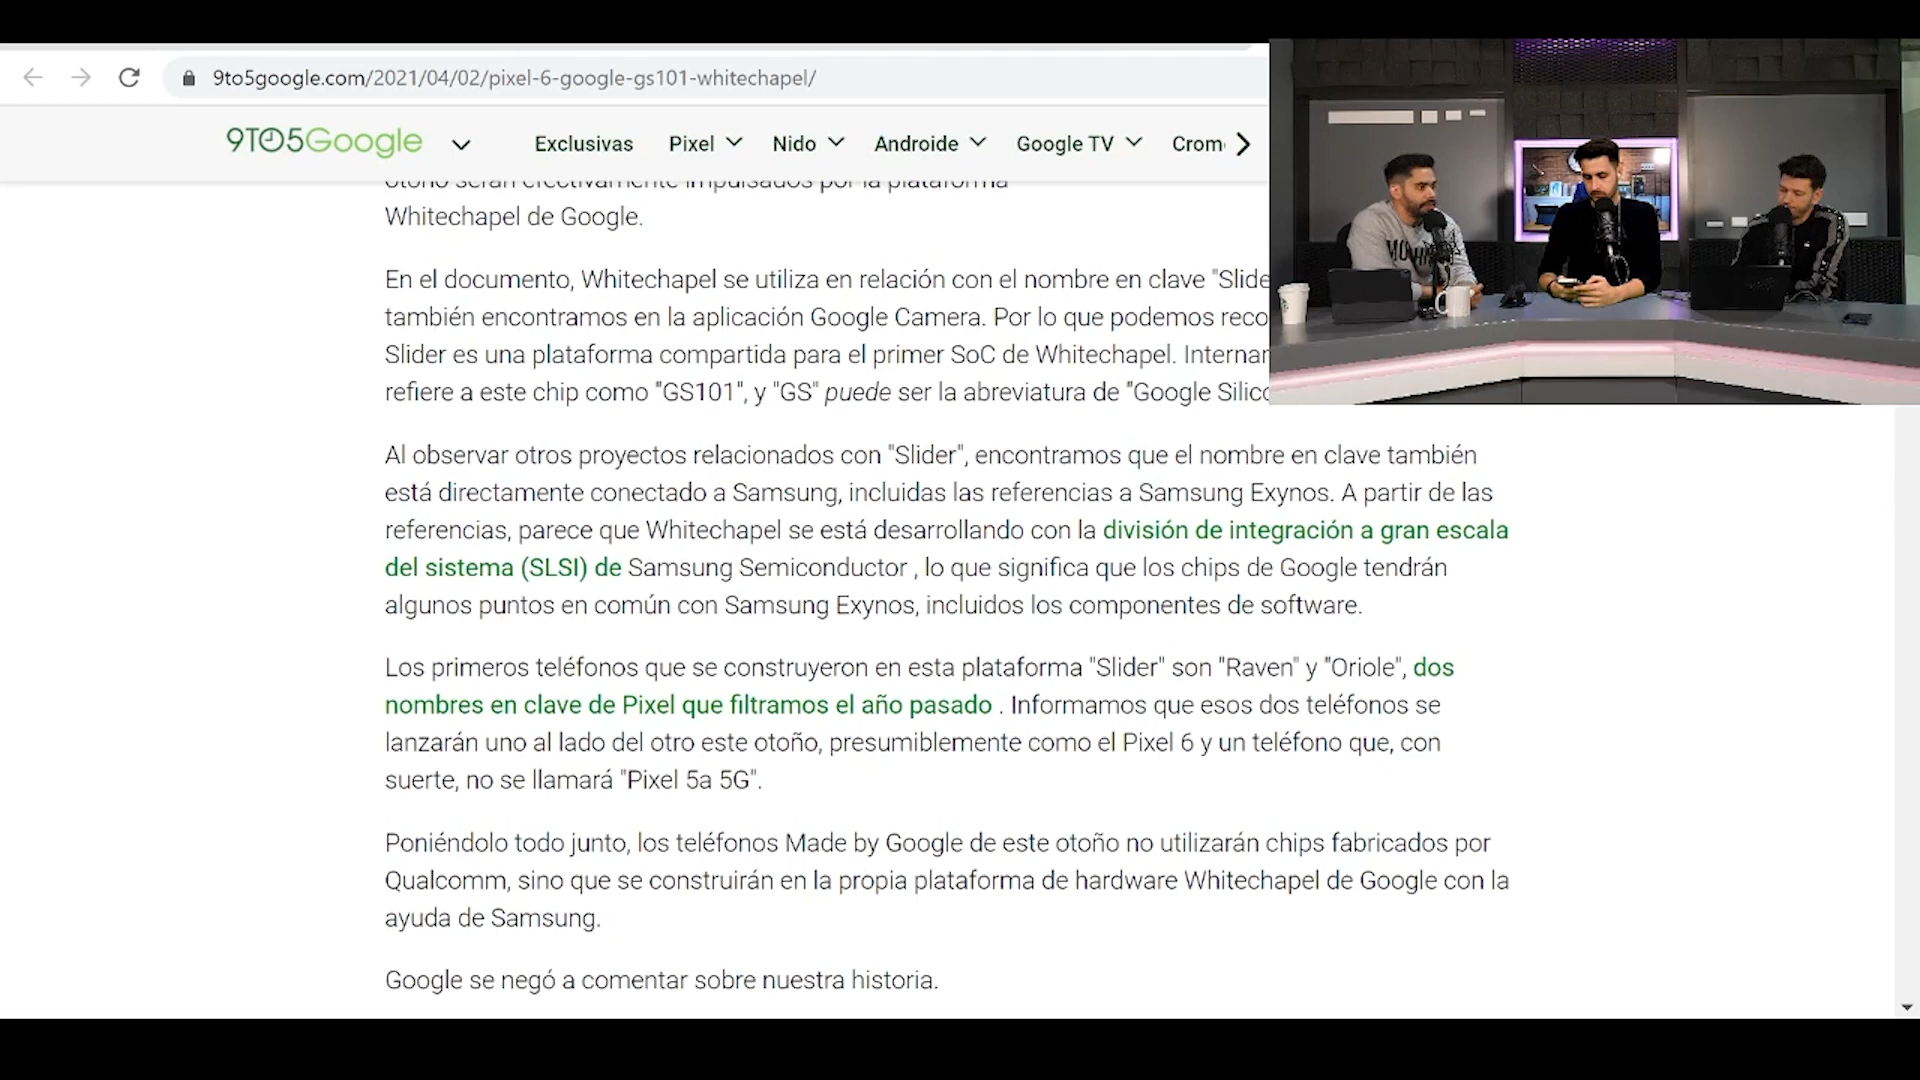 9to5google.com/2021/04/02/pixel-6-google-gs101-whitechapel/
9TO5Google
Exclusivas Pixel Nido Androide Google TV Crom
otoño serán efectivamente impulsados por la plataforma
Whitechapel de Google.
En el documento, Whitechapel se utiliza en relación con el nombre en clave "Slide
también encontramos en la aplicación Google Camera. Por lo que podemos reco
Slider es una plataforma compartida para el primer SoC de Whitechapel. Internar
refiere a este chip como "GS101", y "GS" puede ser la abreviatura de "Google Silico
Al observar otros proyectos relacionados con "Slider", encontramos que el nombre en clave también
está directamente conectado a Samsung, incluidas las referencias a Samsung Exynos. A partir de las
referencias, parece que Whitechapel se está desarrollando con la división de integración a gran escala
del sistema (SLSI) de Samsung Semiconductor , lo que significa que los chips de Google tendrán
algunos puntos en común con Samsung Exynos, incluidos los componentes de software.
Los primeros teléfonos que se construyeron en esta plataforma "Slider" son "Raven" y "Oriole", dos
nombres en clave de Pixel que filtramos el año pasado . Informamos que esos dos teléfonos se
lanzarán uno al lado del otro este otoño, presumiblemente como el Pixel 6 y un teléfono que, con
suerte, no se llamará "Pixel 5a 5G".
Poniéndolo todo junto, los teléfonos Made by Google de este otoño no utilizarán chips fabricados por
Qualcomm, sino que se construirán en la propia plataforma de hardware Whitechapel de Google con la
ayuda de Samsung.
Google se negó a comentar sobre nuestra historia.